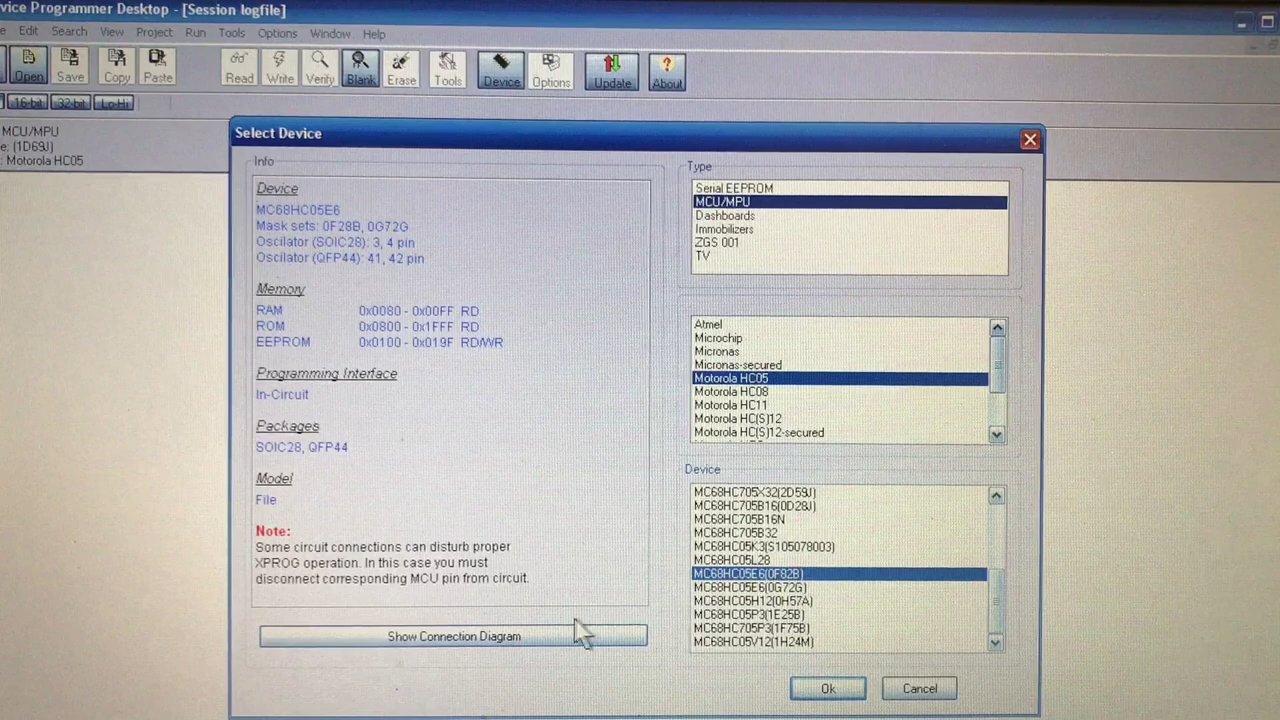 vice Programmer Desktop - [Session logfile]
Edit Search View Project Run Tools Options Window Help
Open Save Copy Paste Read Write Verify Blank Erase Tools Device Options Update About
16-bit 32-bit Lo-Hi
MCU/MPU
e: (1D69J)
: Motorola HC05
Select Device
Info
Device
MC68HC05E6
Mask sets: 0F28B, 0G72G
Oscilator (SOIC28): 3, 4 pin
Oscilator (QFP44): 41, 42 pin
Memory
RAM 0x0080 - 0x00FF RD
ROM 0x0800 - 0x1FFF RD
EEPROM 0x0100 - 0x019F RD/WR
Programming Interface
In-Circuit
Packages
SOIC28, QFP44
Model
File
Note:
Some circuit connections can disturb proper
XPROG operation. In this case you must
disconnect corresponding MCU pin from circuit.
Show Connection Diagram
Type
Serial EEPROM
MCU/MPU
Dashboards
Immobilizers
ZGS 001
TV
Atmel
Microchip
Micronas
Micronas-secured
Motorola HC05
Motorola HC08
Motorola HC11
Motorola HC(S)12
Motorola HC(S)12-secured
Device
MC68HC705X32(2D59J)
MC68HC705B16(0D28J)
MC68HC705B16N
MC68HC705B32
MC68HC05K3(S105078003)
MC68HC05L28
MC68HC05E6(0F82B)
MC68HC05E6(0G72G)
MC68HC05H12(0H57A)
MC68HC05P3(1E25B)
MC68HC705P3(1F75B)
MC68HC05V12(1H24M)
Ok Cancel